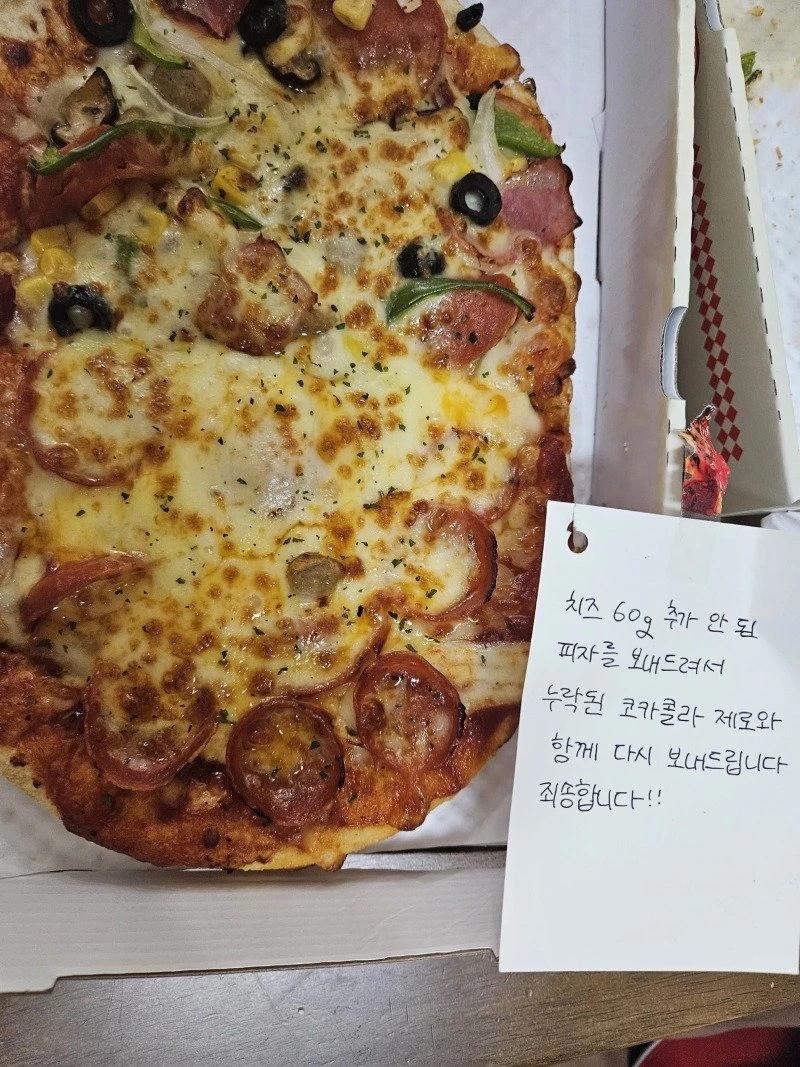 치즈 60g 추가 안 된
피자를 보내드려서
누락된 코카콜라 제로와
함께 다시 보내드립니다
죄송합니다!!